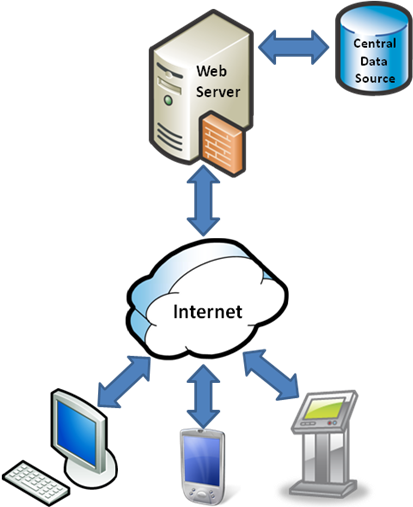 Web
Server
Central
Data
Source
Internet